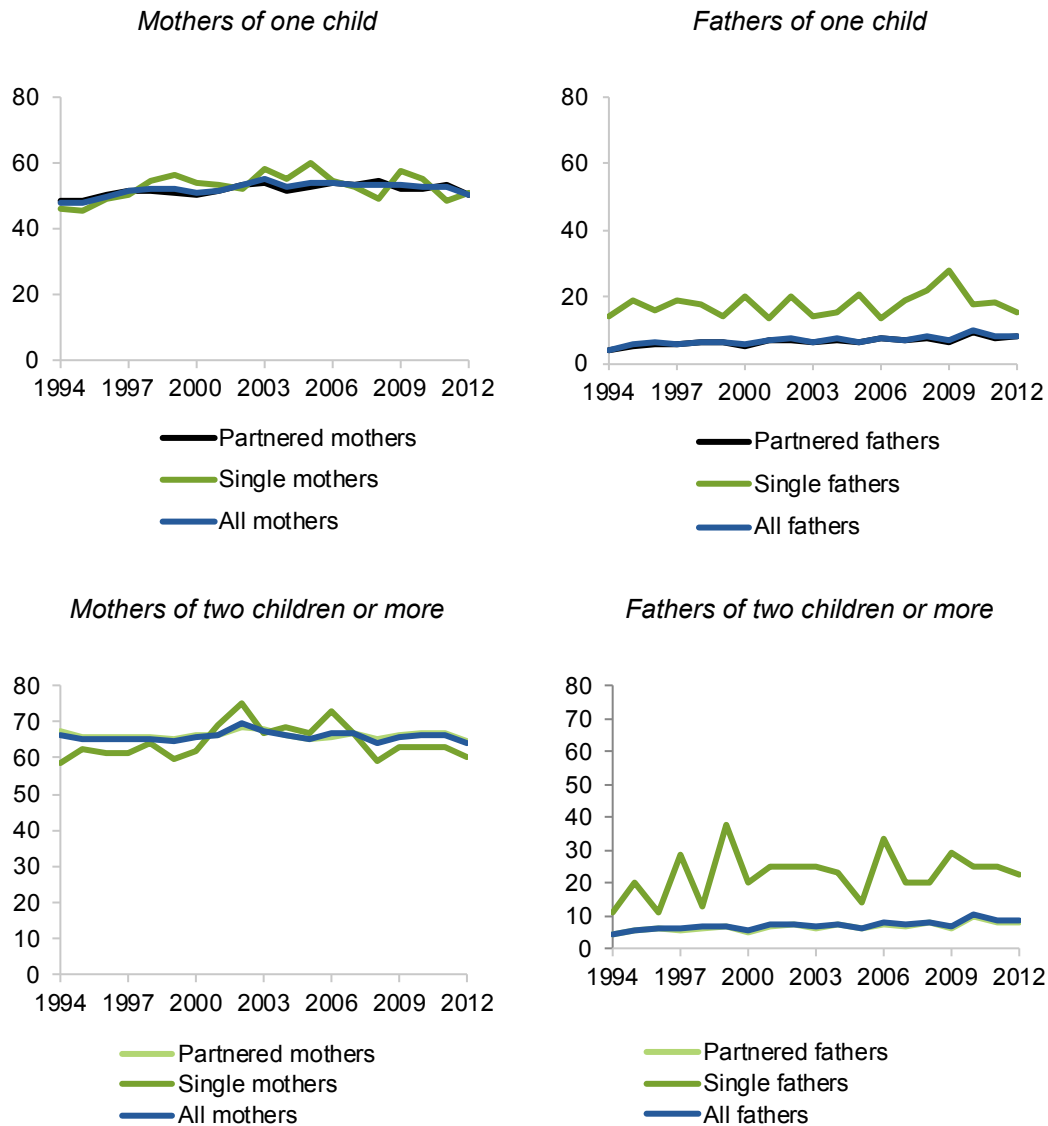 Mothers of one child
80
60
40
20
0
1994 1997 2000 2003 2006 2009 2012
Partnered mothers
Single mothers
All mothers
Fathers of one child
80
60
40
20
0
1994 1997 2000 2003 2006 2009 2012
Partnered fathers
Single fathers
All fathers
Mothers of two children or more
80
70
60
50
40
30
20
10
0
1994 1997 2000 2003 2006 2009 2012
Partnered mothers
Single mothers
All mothers
Fathers of two children or more
80
70
60
50
40
30
20
10
0
1994 1997 2000 2003 2006 2009 2012
Partnered fathers
Single fathers
All fathers